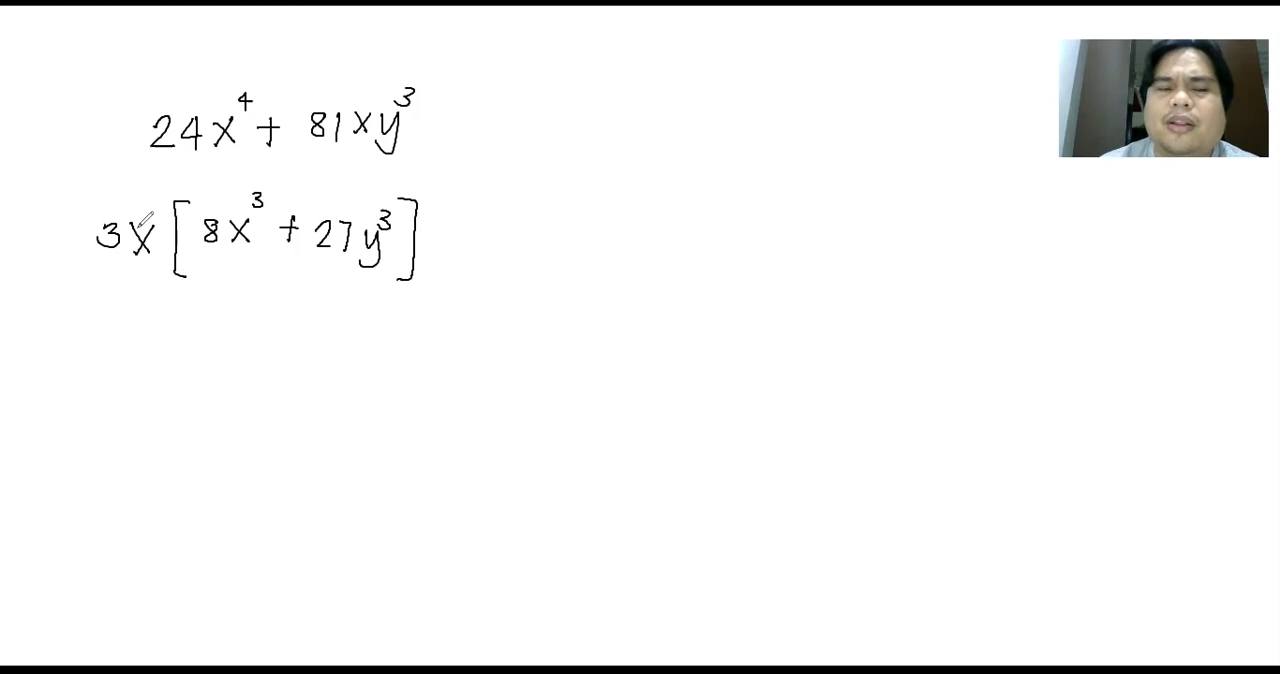 24x⁴ + 81xy³
3x [8x³ + 27y³]